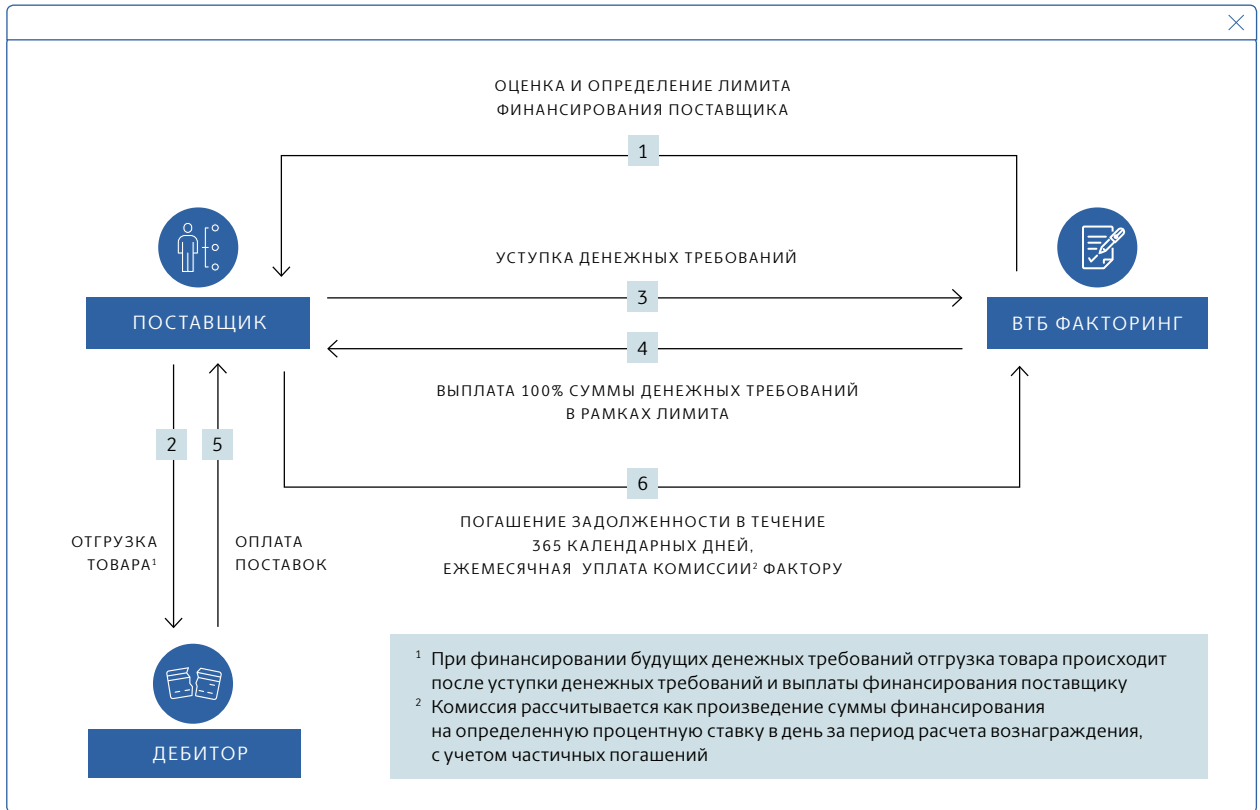 ОЦЕНКА И ОПРЕДЕЛЕНИЕ ЛИМИТА
ФИНАНСИРОВАНИЯ ПОСТАВЩИКА
1
УСТУПКА ДЕНЕЖНЫХ ТРЕБОВАНИЙ
3
ПОСТАВЩИК
ВТБ ФАКТОРИНГ
4
ВЫПЛАТА 100% СУММЫ ДЕНЕЖНЫХ ТРЕБОВАНИЙ
В РАМКАХ ЛИМИТА
2
5
6
ОТГРУЗКА
ТОВАРА¹
ОПЛАТА
ПОСТАВОК
ПОГАШЕНИЕ ЗАДОЛЖЕННОСТИ В ТЕЧЕНИЕ
365 КАЛЕНДАРНЫХ ДНЕЙ,
ЕЖЕМЕСЯЧНАЯ УПЛАТА КОМИССИИ² ФАКТОРУ
ДЕБИТОР
¹ При финансировании будущих денежных требований отгрузка товара происходит
после уступки денежных требований и выплаты финансирования поставщику
² Комиссия рассчитывается как произведение суммы финансирования
на определенную процентную ставку в день за период расчета вознаграждения,
с учетом частичных погашений